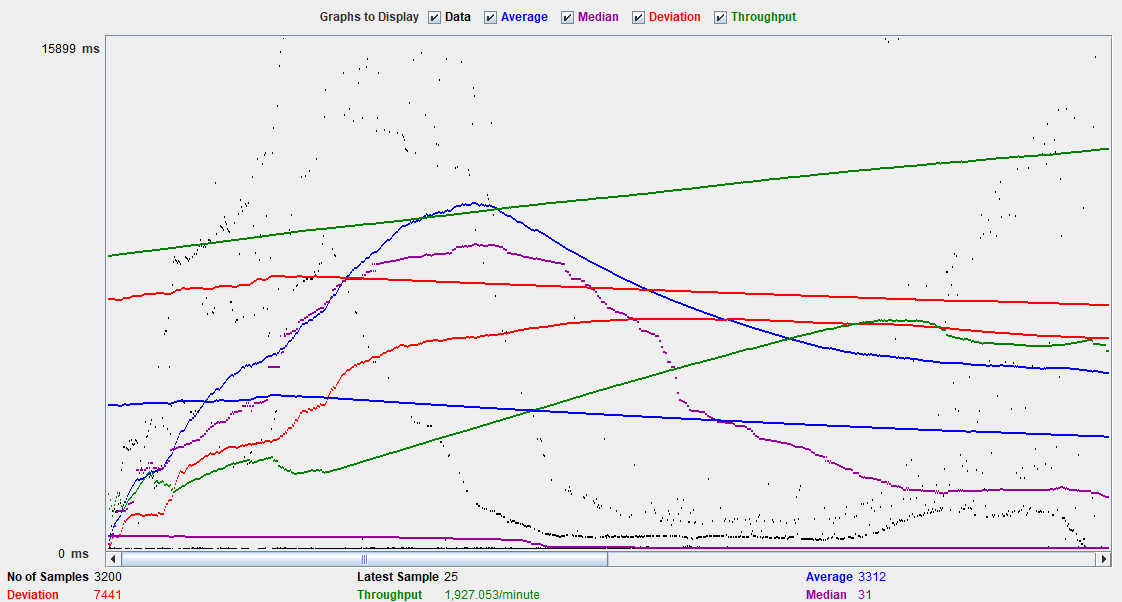 Graphs to Display Data Average Median Deviation Throughput
15899 ms
0 ms
No of Samples 3200 Latest Sample 25 Average 3312
Deviation 7441 Throughput 1,927.053/minute Median 31